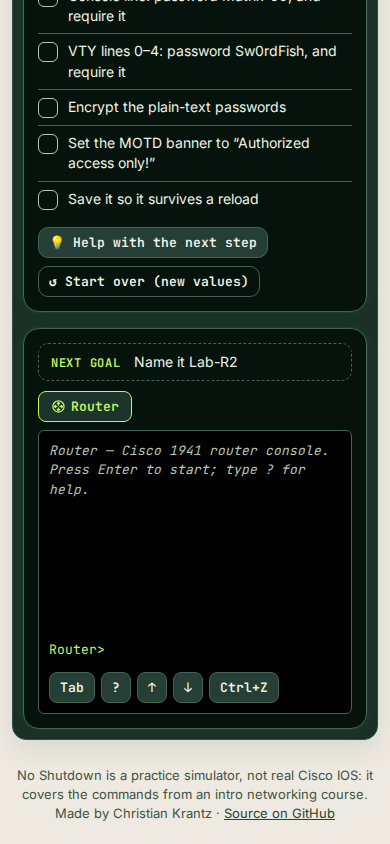 VTY lines 0–4: password Sw0rdFish, and
require it
Encrypt the plain-text passwords
Set the MOTD banner to “Authorized
access only!”
Save it so it survives a reload
💡 Help with the next step
↺ Start over (new values)
NEXT GOAL Name it Lab-R2
Router
Router — Cisco 1941 router console.
Press Enter to start; type ? for
help.
Router>
Tab ? ↑ ↓ Ctrl+Z
No Shutdown is a practice simulator, not real Cisco IOS: it
covers the commands from an intro networking course.
Made by Christian Krantz · Source on GitHub